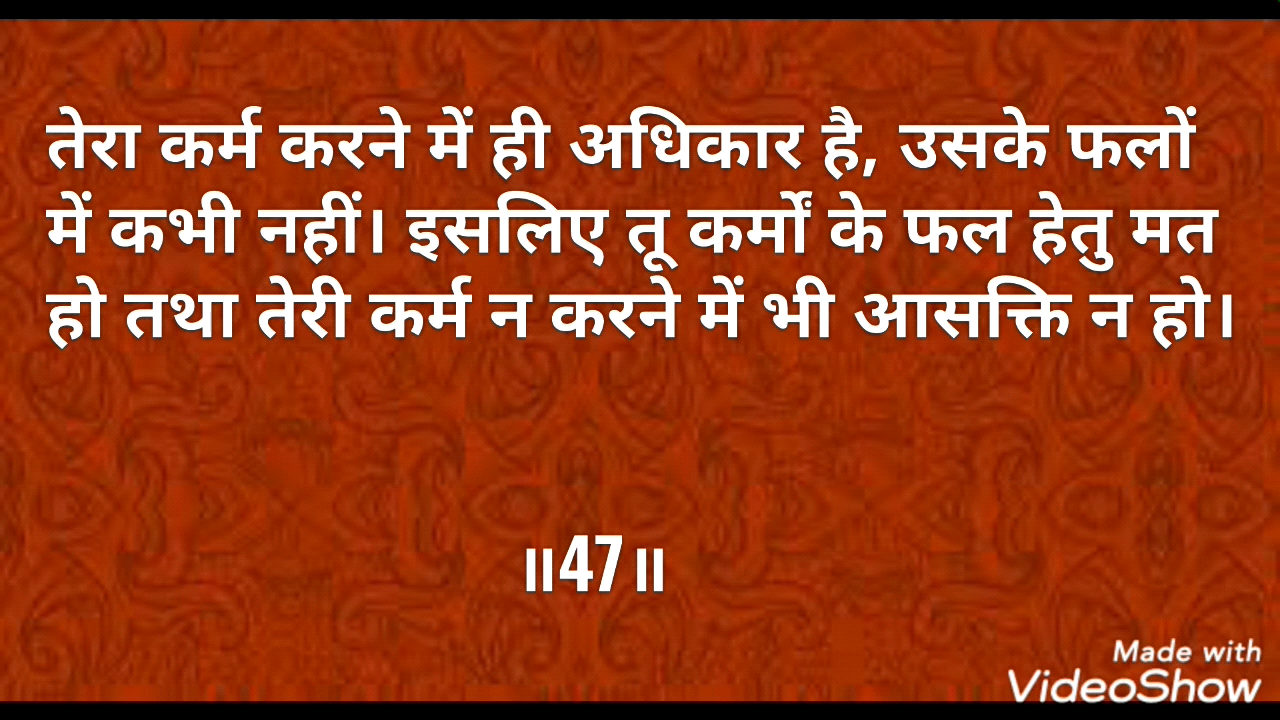 तेरा कर्म करने में ही अधिकार है, उसके फलों
में कभी नहीं। इसलिए तू कर्मों के फल हेतु मत
हो तथा तेरी कर्म न करने में भी आसक्ति न हो।
॥47॥
Made with
VideoShow